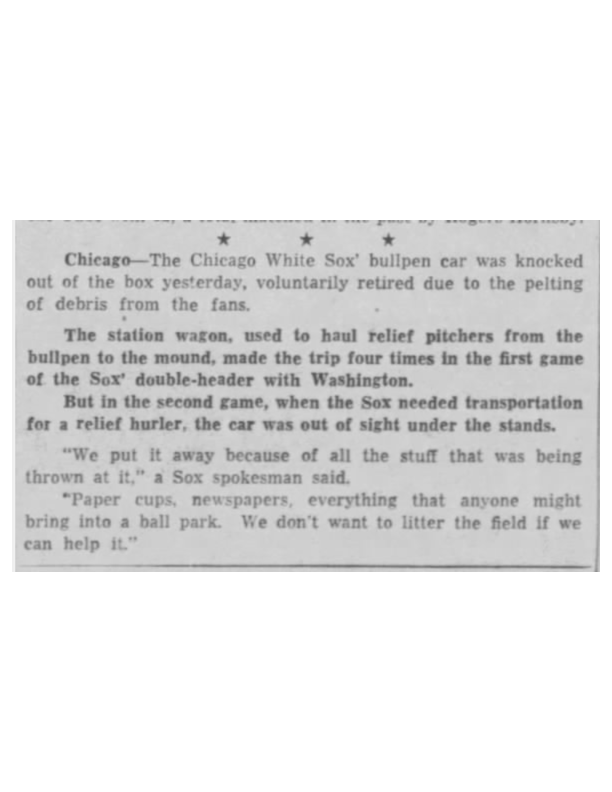 ★ ★ ★
Chicago—The Chicago White Sox' bullpen car was knocked
out of the box yesterday, voluntarily retired due to the pelting
of debris from the fans.
The station wagon, used to haul relief pitchers from the
bullpen to the mound, made the trip four times in the first game
of the Sox' double-header with Washington.
But in the second game, when the Sox needed transportation
for a relief hurler, the car was out of sight under the stands.
"We put it away because of all the stuff that was being
thrown at it," a Sox spokesman said.
"Paper cups, newspapers, everything that anyone might
bring into a ball park. We don't want to litter the field if we
can help it."